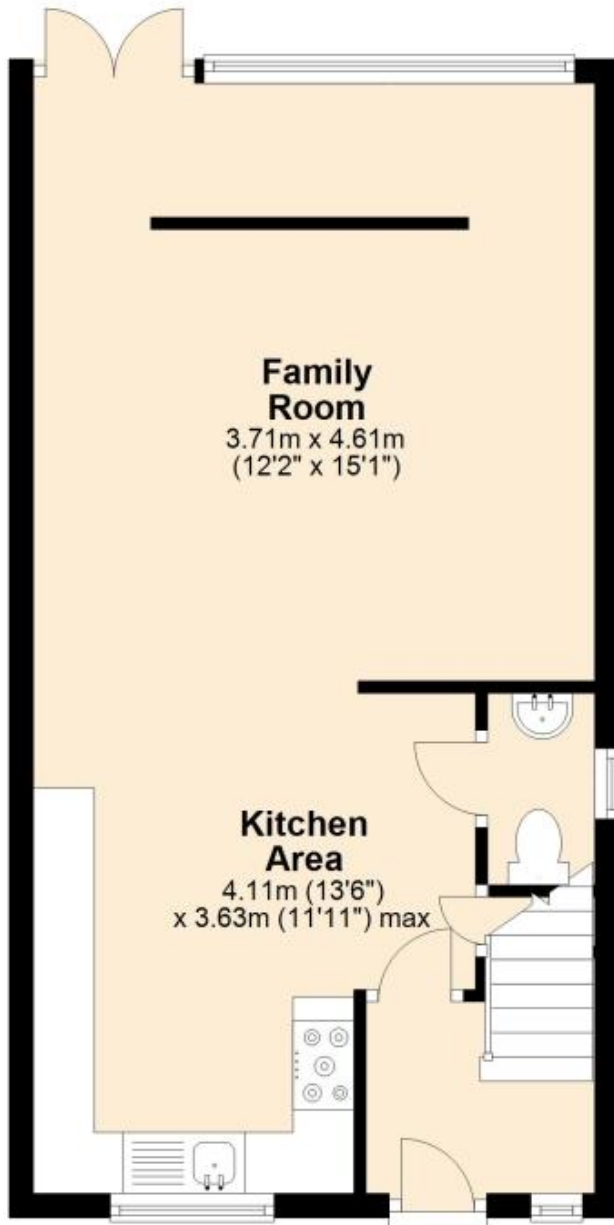 Family
Room
3.71m x 4.61m
(12'2" x 15'1")
Kitchen
Area
4.11m (13'6")
x 3.63m (11'11") max